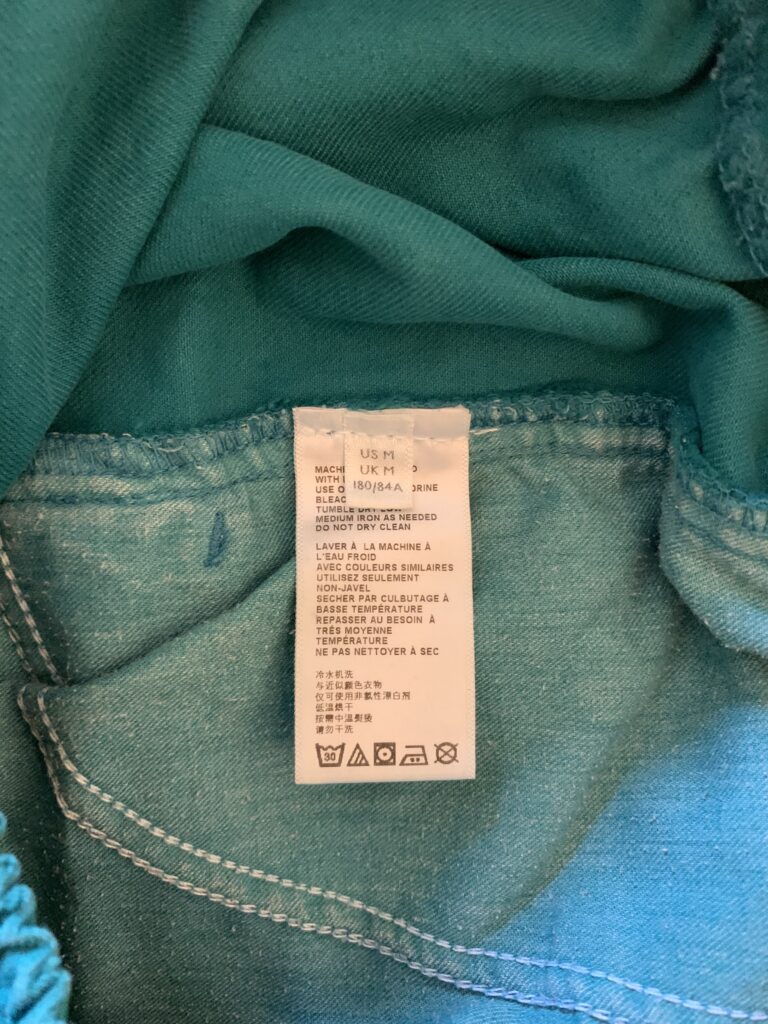 US M
UK M
180/84A
MACH
WITH
USE O ORINE
BLEAC
TUMBLE DRY LOW
MEDIUM IRON AS NEEDED
DO NOT DRY CLEAN
LAVER À LA MACHINE À
L'EAU FROID
AVEC COULEURS SIMILAIRES
UTILISEZ SEULEMENT
NON-JAVEL
SECHER PAR CULBUTAGE À
BASSE TEMPÉRATURE
REPASSER AU BESOIN À
TRÈS MOYENNE
TEMPÉRATURE
NE PAS NETTOYER À SEC
冷水机洗
与近似颜色衣物
仅可使用非氯性漂白剂
低温烘干
按需中温熨烫
请勿干洗
30